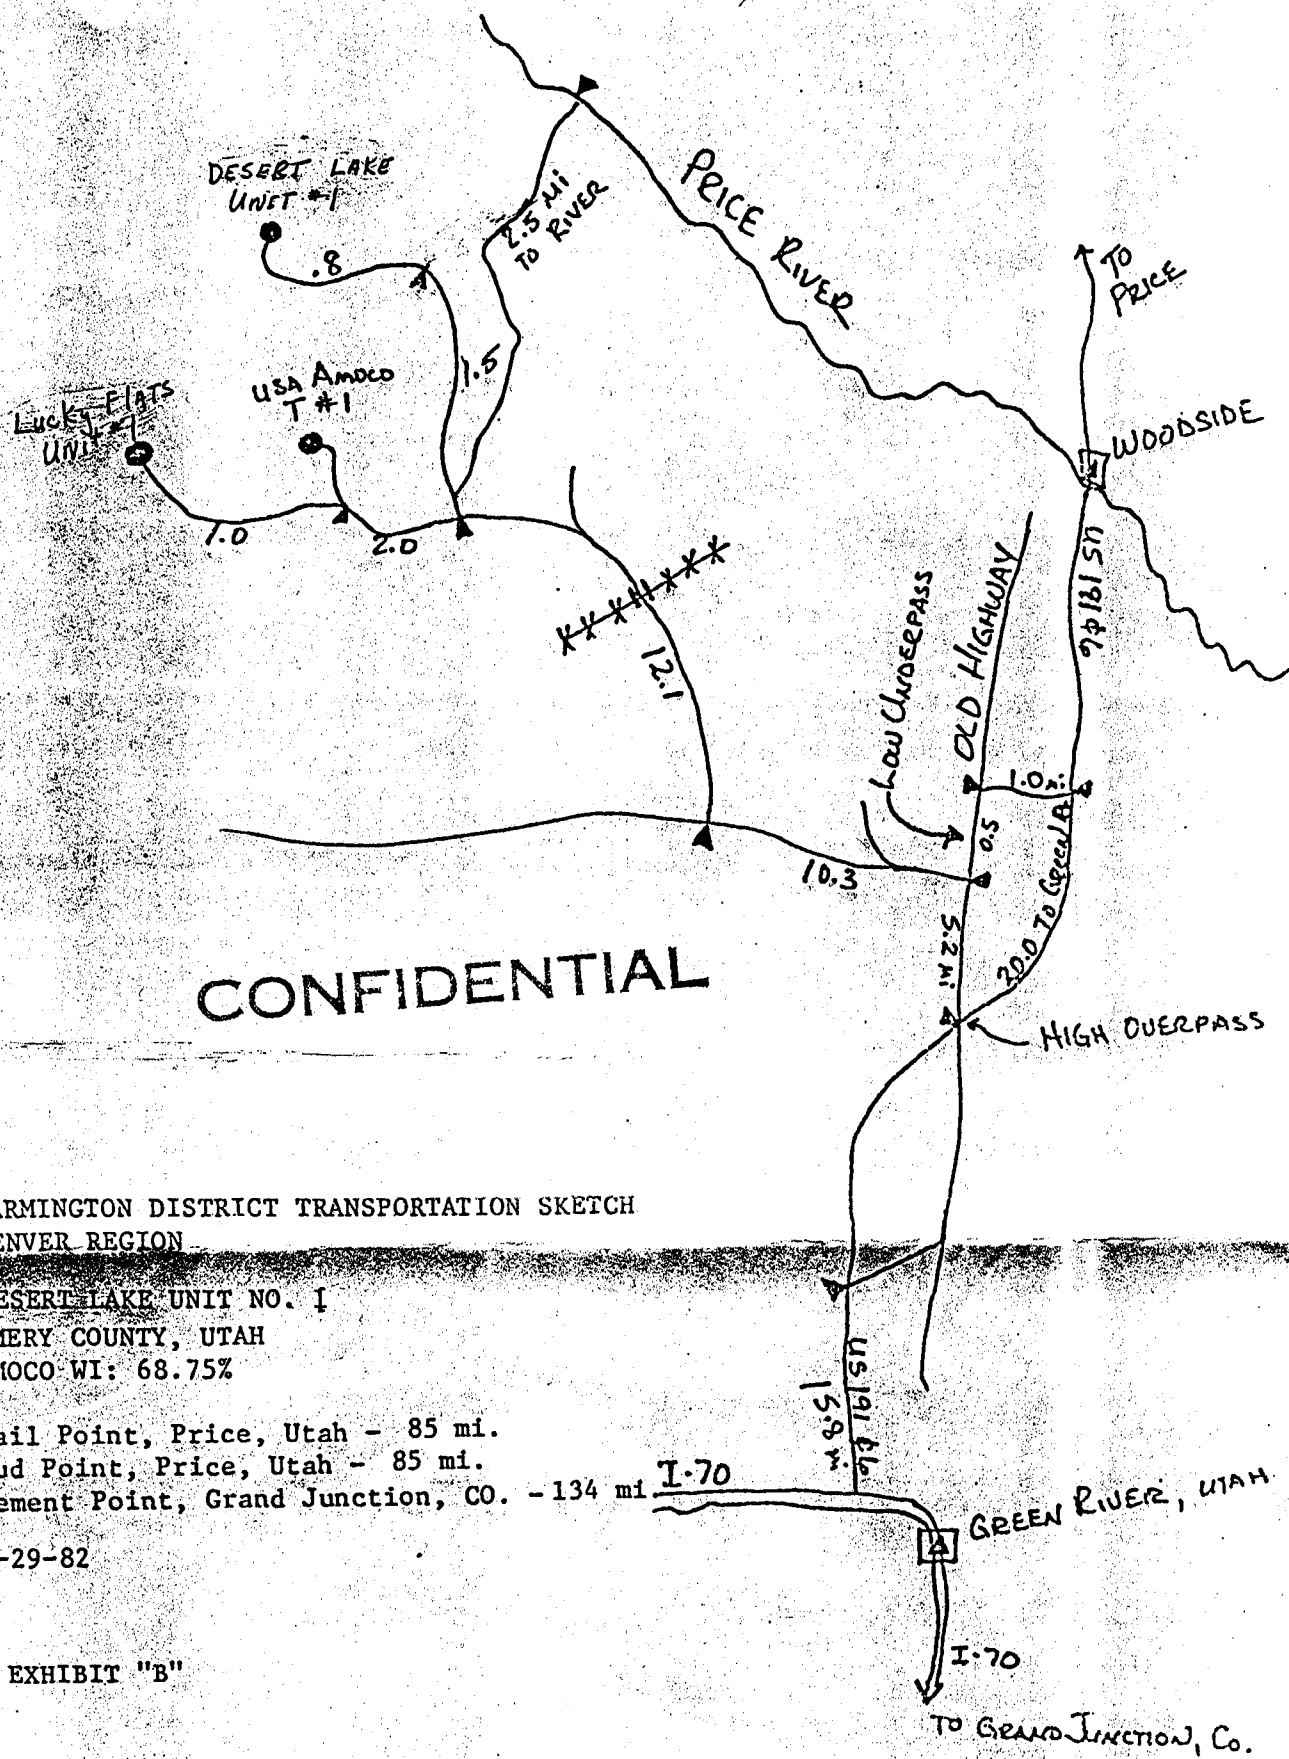 DESERT LAKE
UNIT #1
.8
2.5 Mi
TO RIVER
PRICE RIVER
TO
PRICE
1.5
USA AMOCO
T #1
Lucky FLATS
UNIT #1
WOODSIDE
1.0
2.0
US 191 & 6
LOW UNDERPASS
OLD HIGHWAY
12.1
1.0 mi
0.5
10.3
20.0 TO Green R
5.2 Mi
CONFIDENTIAL
HIGH OVERPASS
ARMINGTON DISTRICT TRANSPORTATION SKETCH
ENVER REGION
ESERT LAKE UNIT NO. 1
MERY COUNTY, UTAH
MOCO WI: 68.75%
US 191 & 6
15.8 mi
ail Point, Price, Utah - 85 mi.
ud Point, Price, Utah - 85 mi.
ement Point, Grand Junction, CO. - 134 mi.
I-70
GREEN RIVER, UTAH
-29-82
EXHIBIT "B"
I-70
TO GRAND JUNCTION, Co.